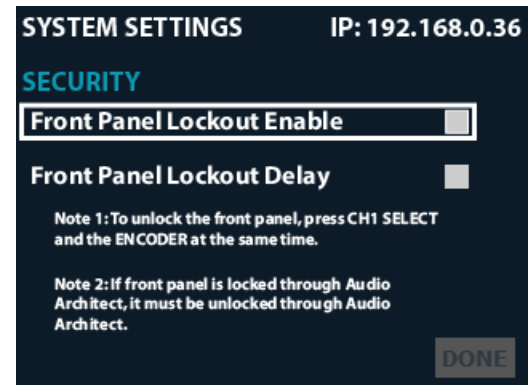 SYSTEM SETTINGS IP: 192.168.0.36
SECURITY
Front Panel Lockout Enable
Front Panel Lockout Delay
Note 1: To unlock the front panel, press CH1 SELECT
and the ENCODER at the same time.
Note 2: If front panel is locked through Audio
Architect, it must be unlocked through Audio
Architect.
DONE